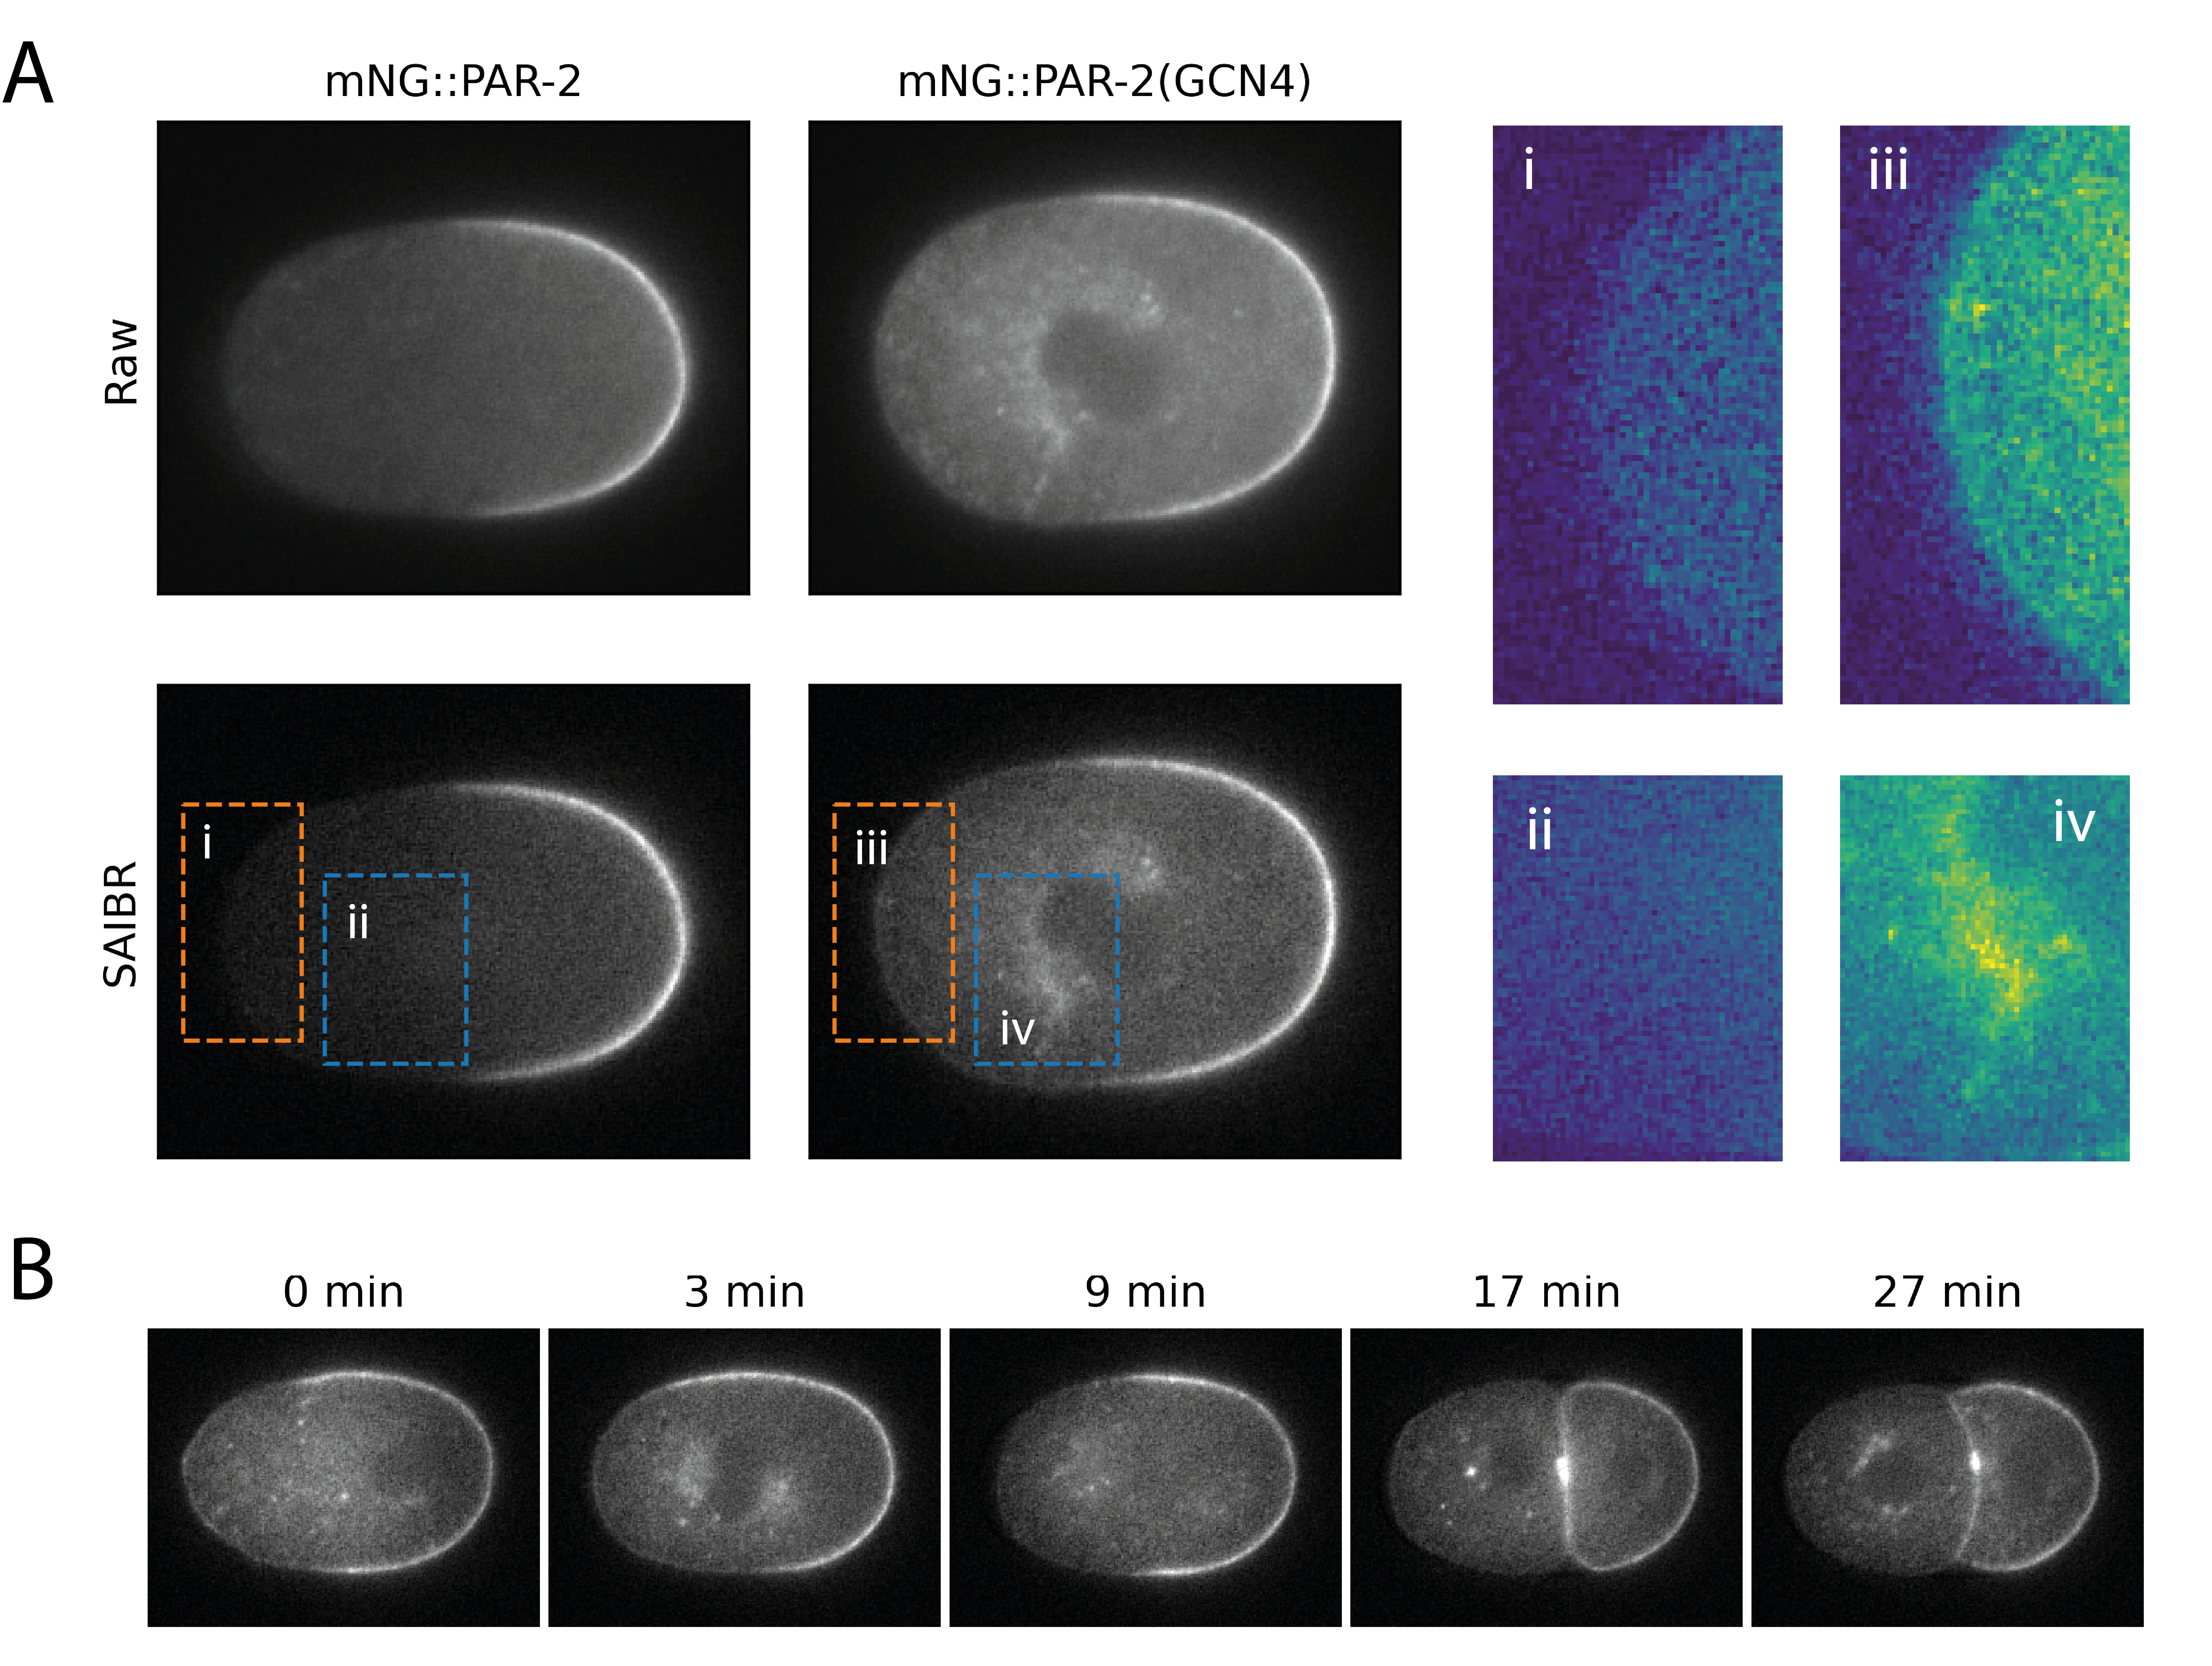 A
mNG::PAR-2
mNG::PAR-2(GCN4)
Raw
i
iii
SAIBR
i
ii
iii
iv
ii
iv
B
0 min
3 min
9 min
17 min
27 min